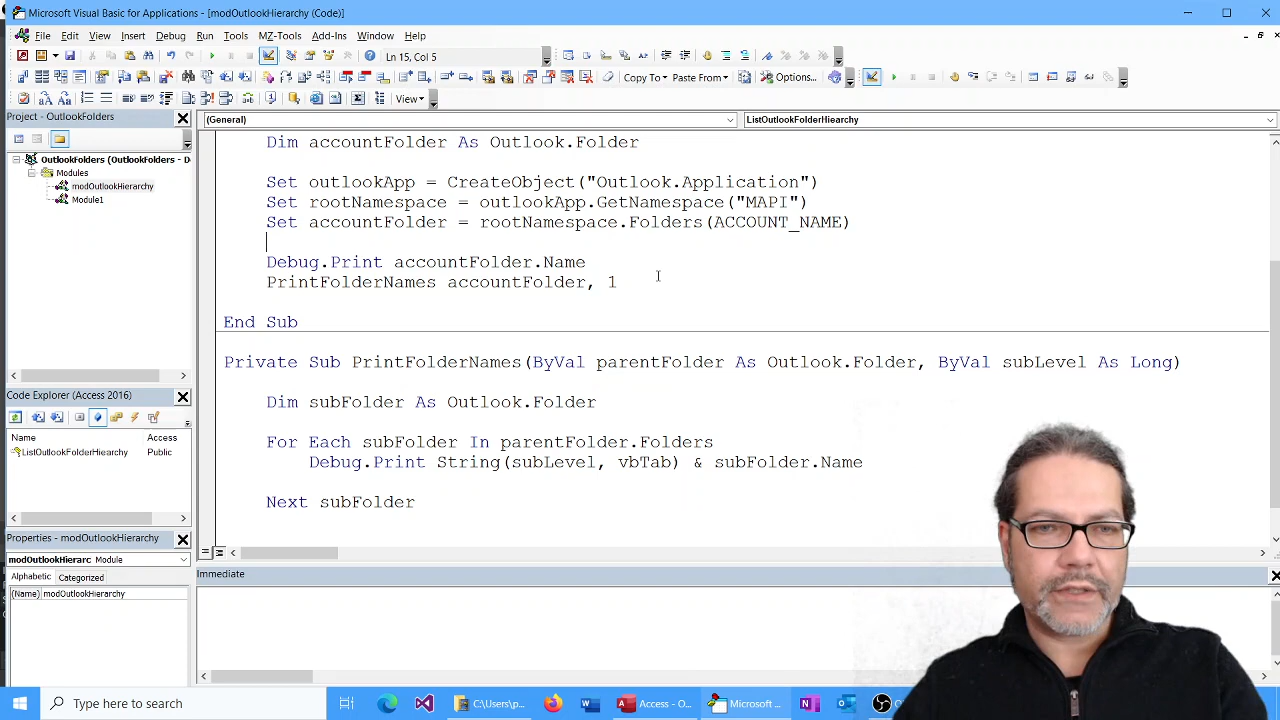 Microsoft Visual Basic for Applications - [modOutlookHierarchy (Code)]
File Edit View Insert Debug Run Tools MZ-Tools Add-Ins Window Help
Ln 15, Col 5
Copy To Paste From Options...
View
Project - OutlookFolders
(General) ListOutlookFolderHiearchy
OutlookFolders (OutlookFolders - D
Modules
modOutlookHierarchy
Module1
Dim accountFolder As Outlook.Folder
Set outlookApp = CreateObject("Outlook.Application")
Set rootNamespace = outlookApp.GetNamespace("MAPI")
Set accountFolder = rootNamespace.Folders(ACCOUNT_NAME)
Debug.Print accountFolder.Name
PrintFolderNames accountFolder, 1
End Sub
Private Sub PrintFolderNames(ByVal parentFolder As Outlook.Folder, ByVal subLevel As Long)
Dim subFolder As Outlook.Folder
For Each subFolder In parentFolder.Folders
Debug.Print String(subLevel, vbTab) & subFolder.Name
Next subFolder
Code Explorer (Access 2016)
Name Access
ListOutlookFolderHiearchy Public
Properties - modOutlookHierarchy
modOutlookHierarc Module
Alphabetic Categorized
(Name) modOutlookHierarchy
Immediate
Type here to search
C:\Users\p...
Access - O...
Microsoft ...